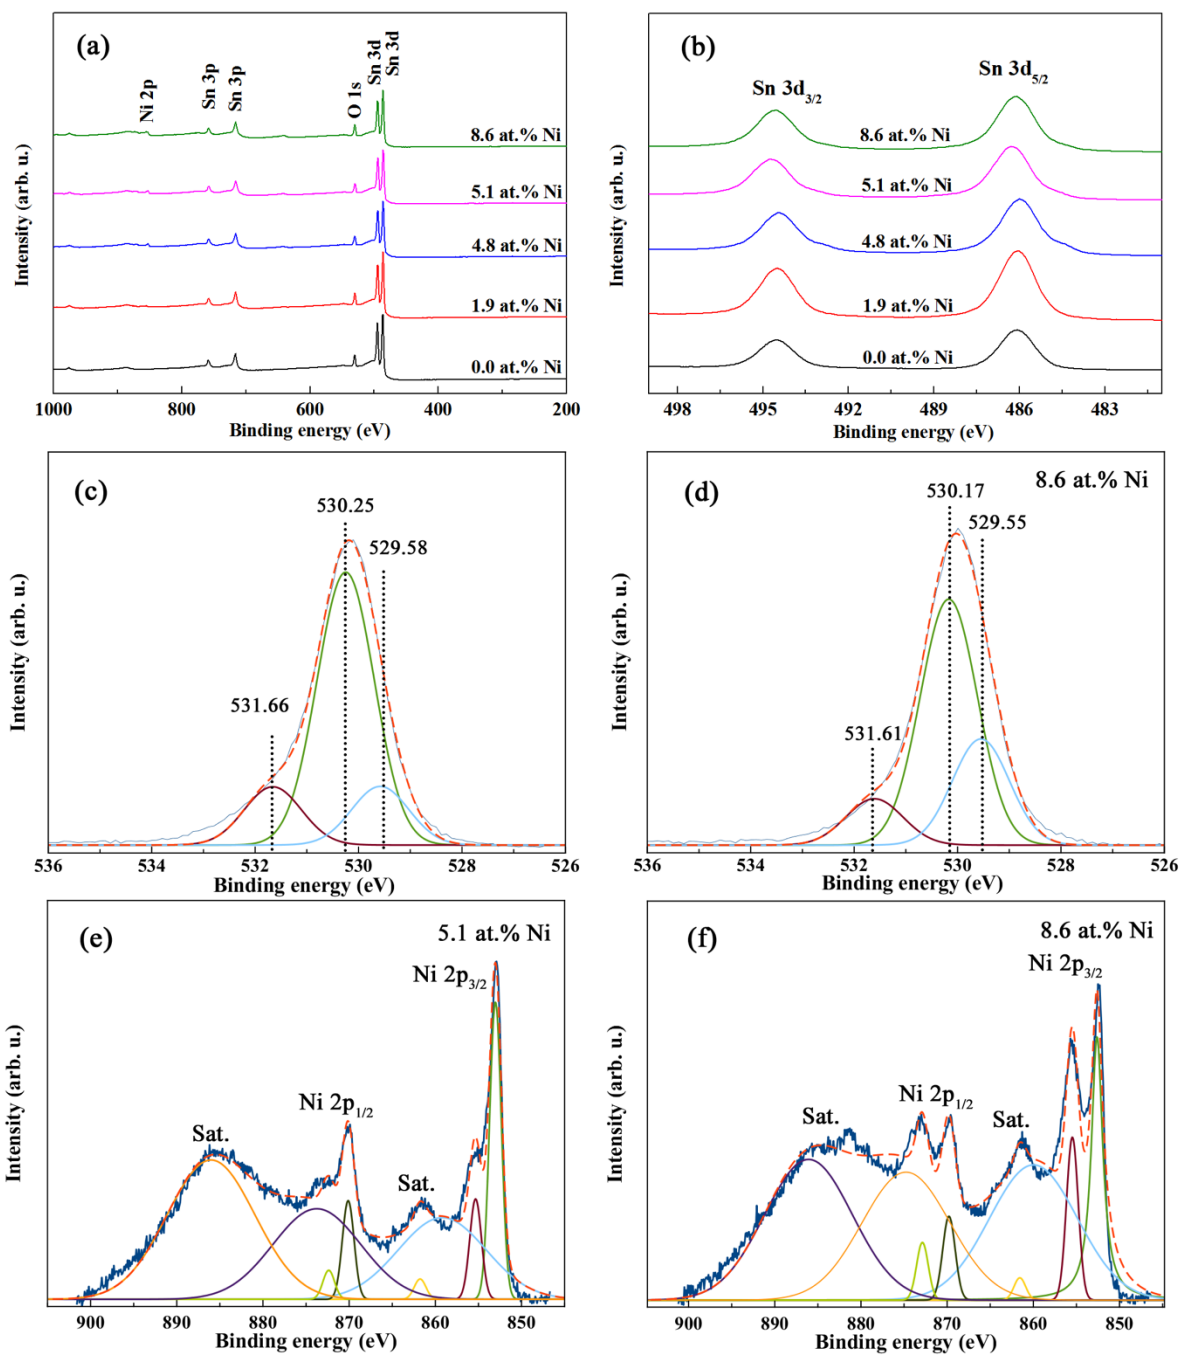 (a)
Ni 2p
Sn 3p
Sn 3p
O 1s
Sn 3d
Sn 3d
8.6 at.% Ni
5.1 at.% Ni
4.8 at.% Ni
1.9 at.% Ni
0.0 at.% Ni
Intensity (arb. u.)
1000 800 600 400 200
Binding energy (eV)
(b)
Sn 3d3/2
Sn 3d5/2
8.6 at.% Ni
5.1 at.% Ni
4.8 at.% Ni
1.9 at.% Ni
0.0 at.% Ni
Intensity (arb. u.)
498 495 492 489 486 483
Binding energy (eV)
(c)
530.25
529.58
531.66
Intensity (arb. u.)
536 534 532 530 528 526
Binding energy (eV)
(d)
8.6 at.% Ni
530.17
529.55
531.61
Intensity (arb. u.)
536 534 532 530 528 526
Binding energy (eV)
(e)
5.1 at.% Ni
Ni 2p3/2
Ni 2p1/2
Sat.
Sat.
Intensity (arb. u.)
900 890 880 870 860 850
Binding energy (eV)
(f)
8.6 at.% Ni
Ni 2p3/2
Ni 2p1/2
Sat.
Sat.
Intensity (arb. u.)
900 890 880 870 860 850
Binding energy (eV)